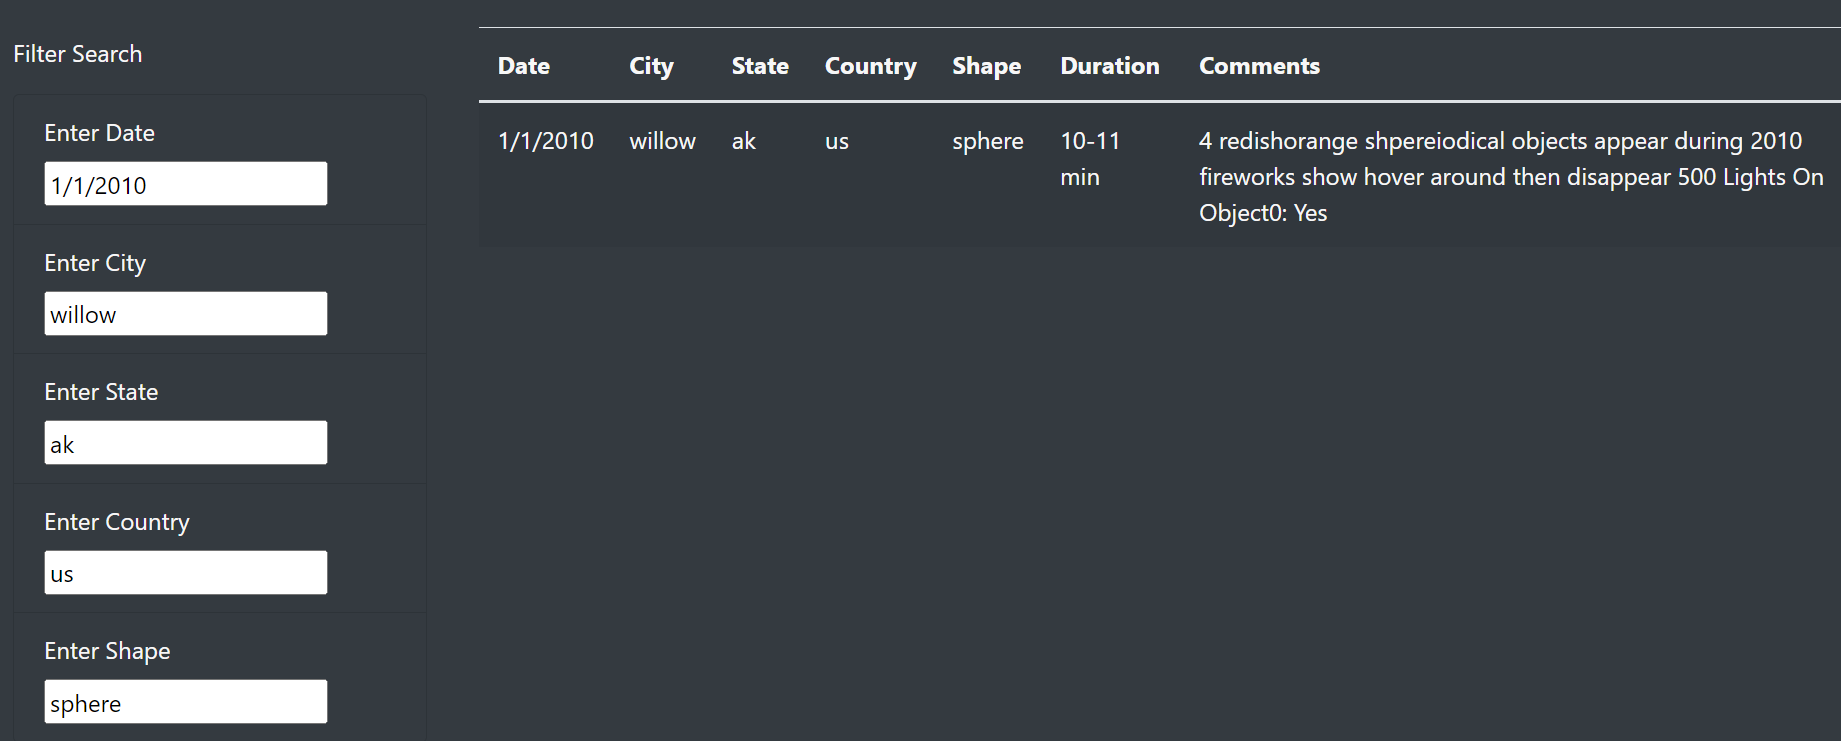 Filter Search
Enter Date
1/1/2010
Enter City
willow
Enter State
ak
Enter Country
us
Enter Shape
sphere
Date City State Country Shape Duration Comments
1/1/2010 willow ak us sphere 10-11 4 redishorange shpereiodical objects appear during 2010
min fireworks show hover around then disappear 500 Lights On
Object0: Yes